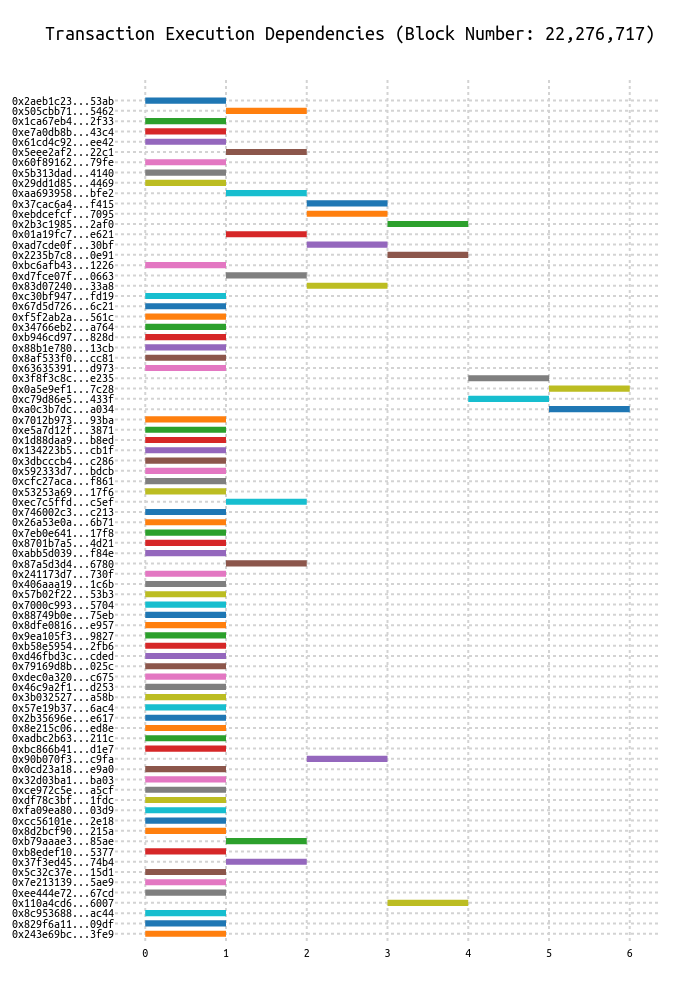 Transaction Execution Dependencies (Block Number: 22,276,717)
0x2aeb1c23...53ab
0x505cbb71...5462
0x1ca67eb4...2f33
0xe7a0db8b...43c4
0x61cd4c92...ee42
0x5eee2af2...22c1
0x60f89162...79fe
0x5b313dad...4140
0x29dd1d85...4469
0xaa693958...bfe2
0x37cac6a4...f415
0xebdcefcf...7095
0x2b3c1985...2af0
0x01a19fc7...e621
0xad7cde0f...30bf
0x2235b7c8...0e91
0xbc6afb43...1226
0xd7fce07f...0663
0x83d07240...33a8
0xc30bf947...fd19
0x67d5d726...6c21
0xf5f2ab2a...561c
0x34766eb2...a764
0xb946cd97...828d
0x88b1e780...13cb
0x8af533f0...cc81
0x63635391...d973
0x3f8f3c8c...e235
0x0a5e9ef1...7c28
0xc79d86e5...433f
0xa0c3b7dc...a034
0x7012b973...93ba
0xe5a7d12f...3871
0x1d88daa9...b8ed
0x134223b5...cb1f
0x3dbcccb4...c286
0x592333d7...bdcb
0xcfc27aca...f861
0x53253a69...17f6
0xec7c5ffd...c5ef
0x746002c3...c213
0x26a53e0a...6b71
0x7eb0e641...17f8
0x8701b7a5...4d21
0xabb5d039...f84e
0x87a5d3d4...6780
0x241173d7...730f
0x406aaa19...1c6b
0x57b02f22...53b3
0x7000c993...5704
0x88749b0e...75eb
0x8dfe0816...e957
0x9ea105f3...9827
0xb58e5954...2fb6
0xd46fbd3c...cded
0x79169d8b...025c
0xdec0a320...c675
0x46c9a2f1...d253
0x3b032527...a58b
0x57e19b37...6ac4
0x2b35696e...e617
0x8e215c06...ed8e
0xadbc2b63...211c
0xbc866b41...d1e7
0x90b070f3...c9fa
0x0cd23a18...e9a0
0x32d03ba1...ba03
0xce972c5e...a5cf
0xdf78c3bf...1fdc
0xfa09ea80...03d9
0xcc56101e...2e18
0x8d2bcf90...215a
0xb79aaae3...85ae
0xb8edef10...5377
0x37f3ed45...74b4
0x5c32c37e...15d1
0x7e213139...5ae9
0xee444e72...67cd
0x110a4cd6...6007
0x8c953688...ac44
0x829f6a11...09df
0x243e69bc...3fe9
0 1 2 3 4 5 6